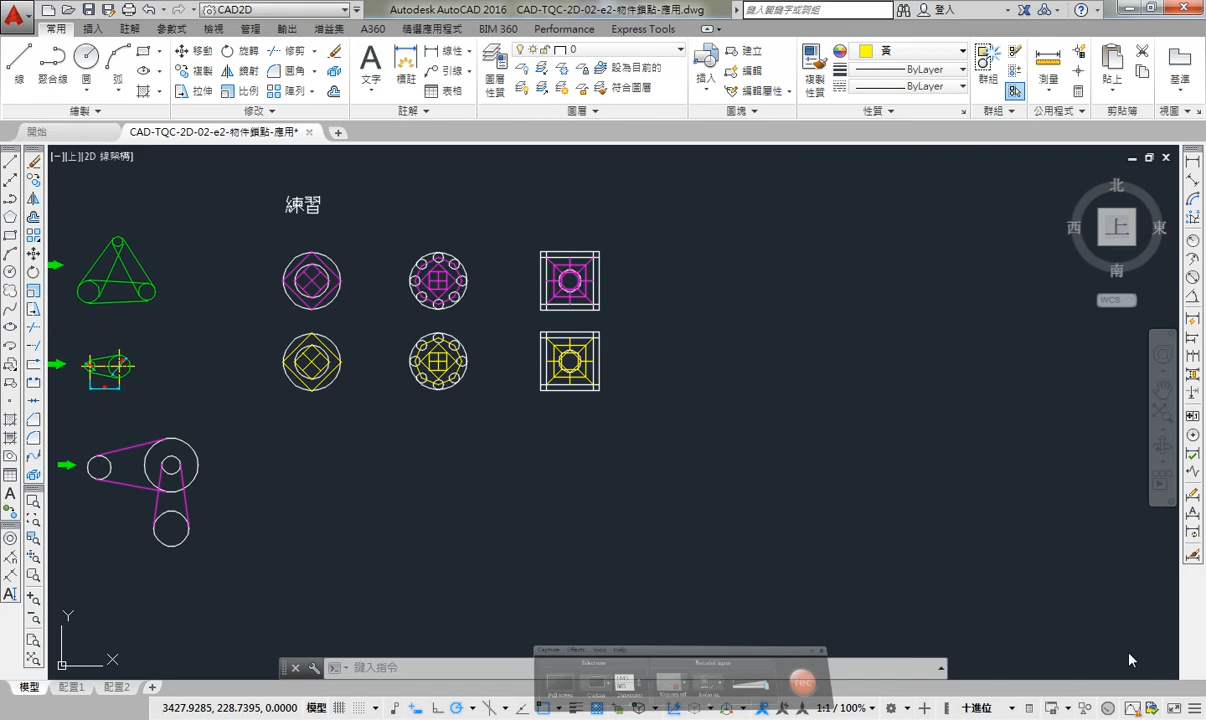 CAD2D
Autodesk AutoCAD 2016
CAD-TQC-2D-02-e2-物件鎖點-應用.dwg
鍵入關鍵字或詞組
登入
常用 插入 註解 參數式 檢視 管理 輸出 增益集 A360 精選應用程式 BIM 360 Performance Express Tools
線 聚合線 圓 弧
移動 旋轉 修剪
複製 鏡射 圓角
拉伸 比例 陣列
文字 標註 線性 引線 表格
圖層性質 0 設為目前的 符合圖層
插入 建立 編輯 編輯屬性
複製性質 黃 ByLayer ByLayer
群組 測量 貼上 基準
繪製 修改 註解 圖層 圖塊 性質 群組 公用程式 剪貼簿 視圖
開始 CAD-TQC-2D-02-e2-物件鎖點-應用*
[−][上][2D 線架構]
練習
北
西 上 東
南
WCS
Y
X
Capture Effects Tools Help
鍵入指令
模型 配置1 配置2
3427.9285, 228.7395, 0.0000 模型 1:1 / 100% 十進位